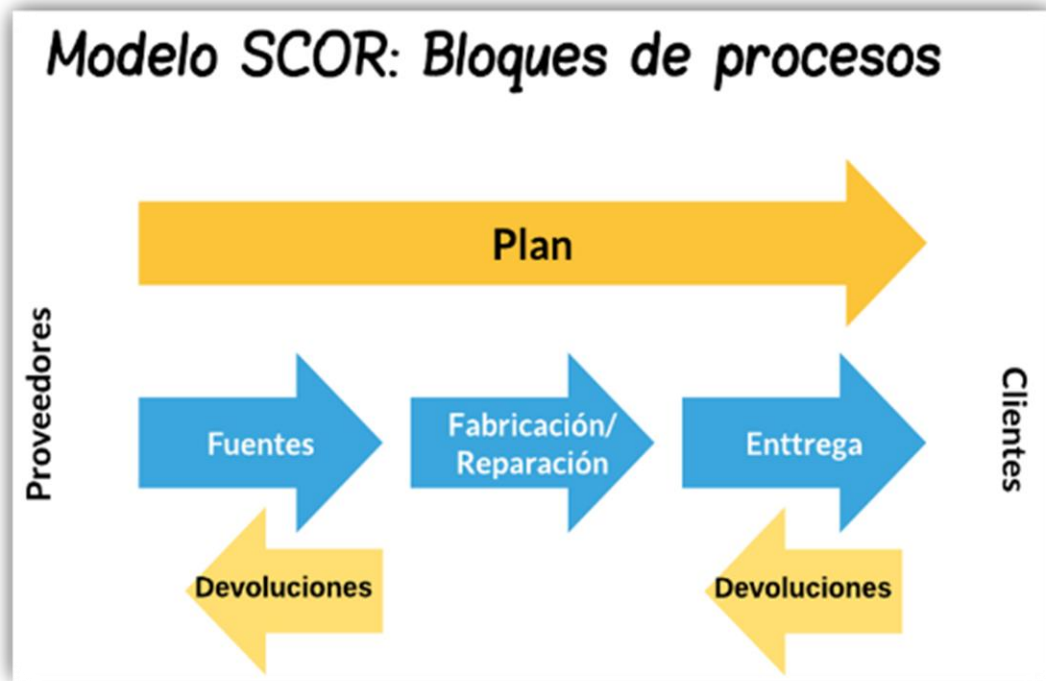 Modelo SCOR: Bloques de procesos
Plan
Proveedores
Clientes
Fuentes
Fabricación/
Reparación
Enttrega
Devoluciones
Devoluciones